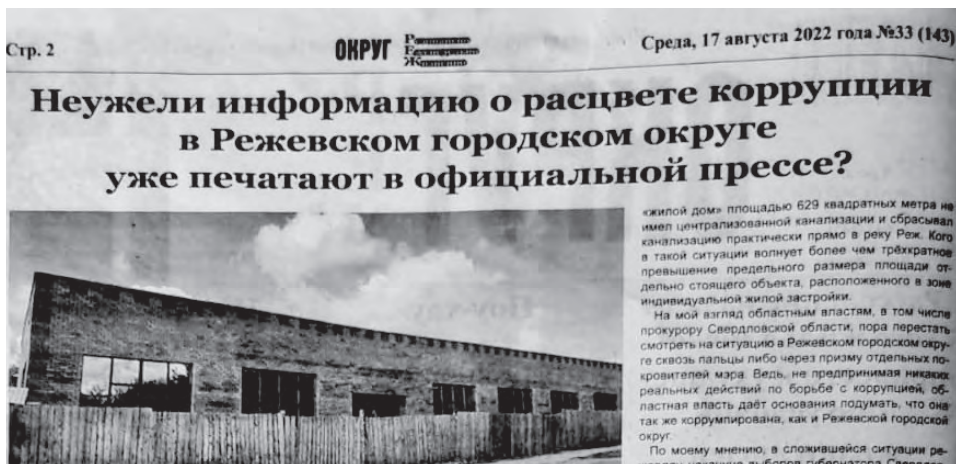 Стр. 2
ОКРУГ
Среда, 17 августа 2022 года №33 (143)
Неужели информацию о расцвете коррупции
в Режевском городском округе
уже печатают в официальной прессе?
«жилой дом» площадью 629 квадратных метра не
имел централизованной канализации и сбрасывал
канализацию практически прямо в реку Реж. Кого
в такой ситуации волнует более чем трёхкратное
превышение предельного размера площади от-
дельно стоящего объекта, расположенного в зоне
индивидуальной жилой застройки.
На мой взгляд областным властям, в том числе
прокурору Свердловской области, пора перестать
смотреть на ситуацию в Режевском городском окру-
ге сквозь пальцы либо через призму отдельных по-
кровителей мэра. Ведь, не предпринимая никаких
реальных действий по борьбе с коррупцией, об-
ластная власть даёт основания подумать, что она
так же коррумпирована, как и Режевской городской
округ.
По моему мнению, в сложившейся ситуации ре-